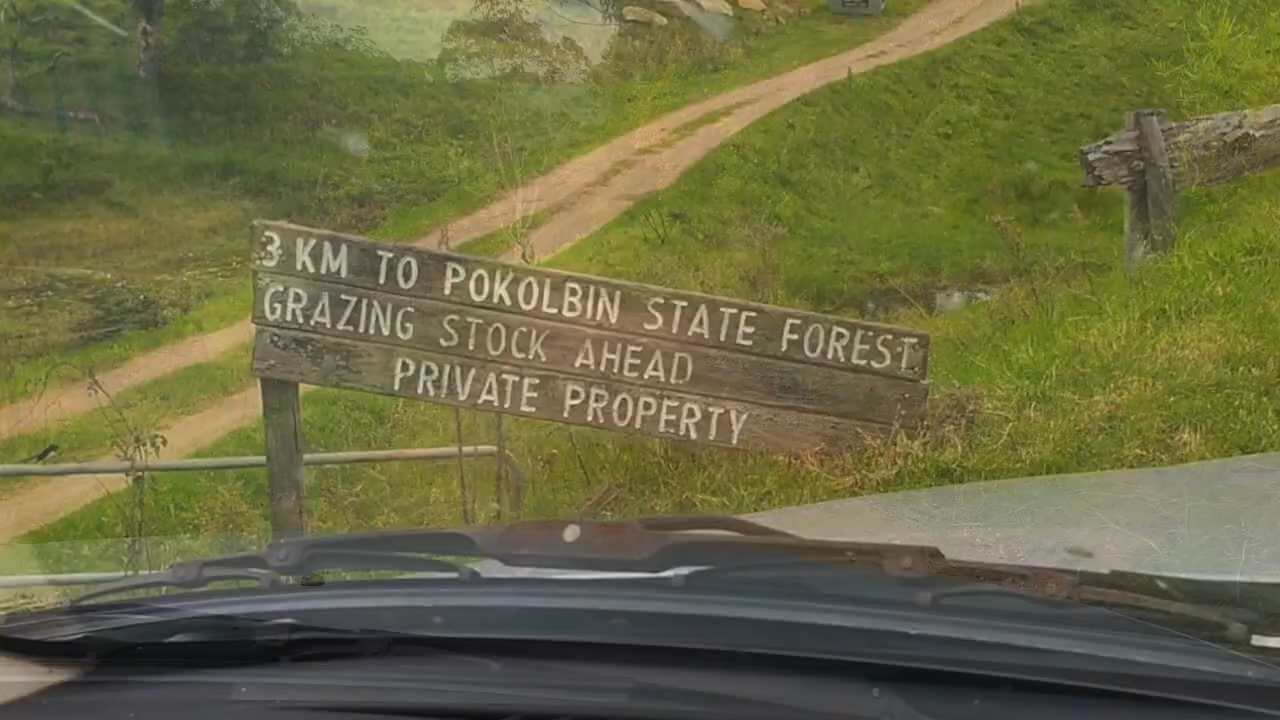 3 KM TO POKOLBIN STATE FOREST
GRAZING STOCK AHEAD
PRIVATE PROPERTY